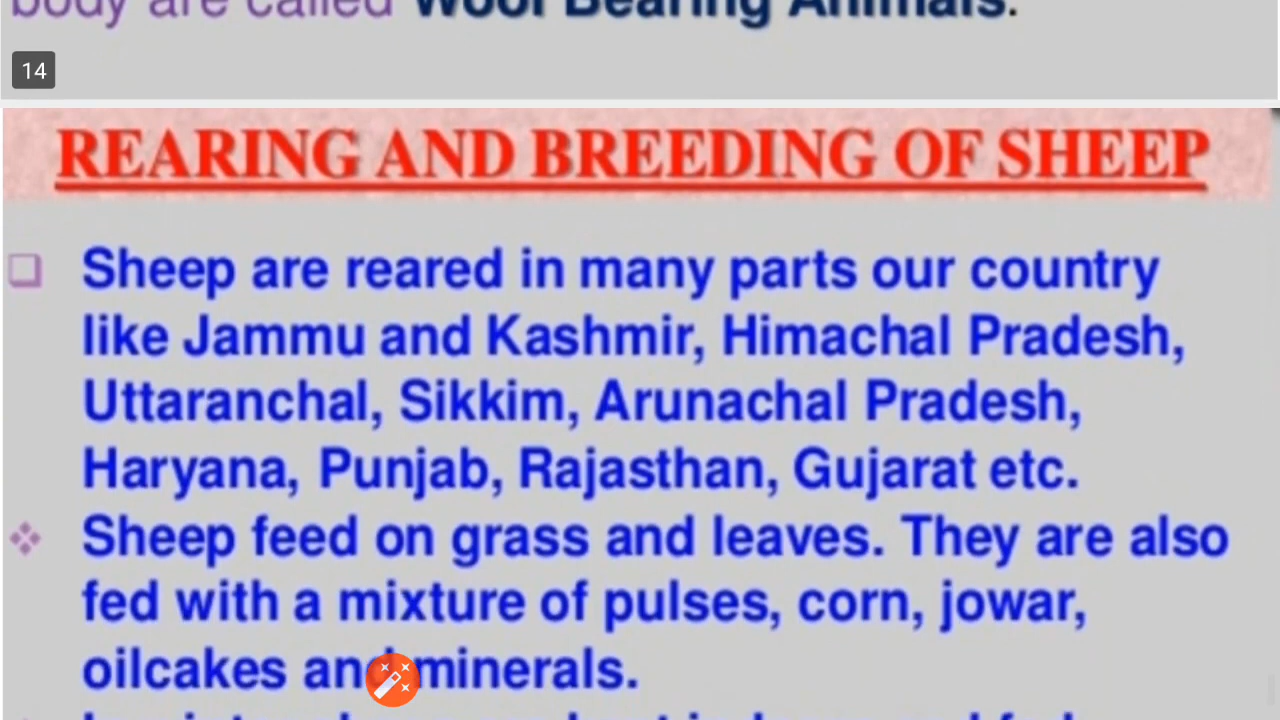 body are called Wool Bearing Animals.
14
REARING AND BREEDING OF SHEEP
Sheep are reared in many parts our country
like Jammu and Kashmir, Himachal Pradesh,
Uttaranchal, Sikkim, Arunachal Pradesh,
Haryana, Punjab, Rajasthan, Gujarat etc.
Sheep feed on grass and leaves. They are also
fed with a mixture of pulses, corn, jowar,
oilcakes and minerals.